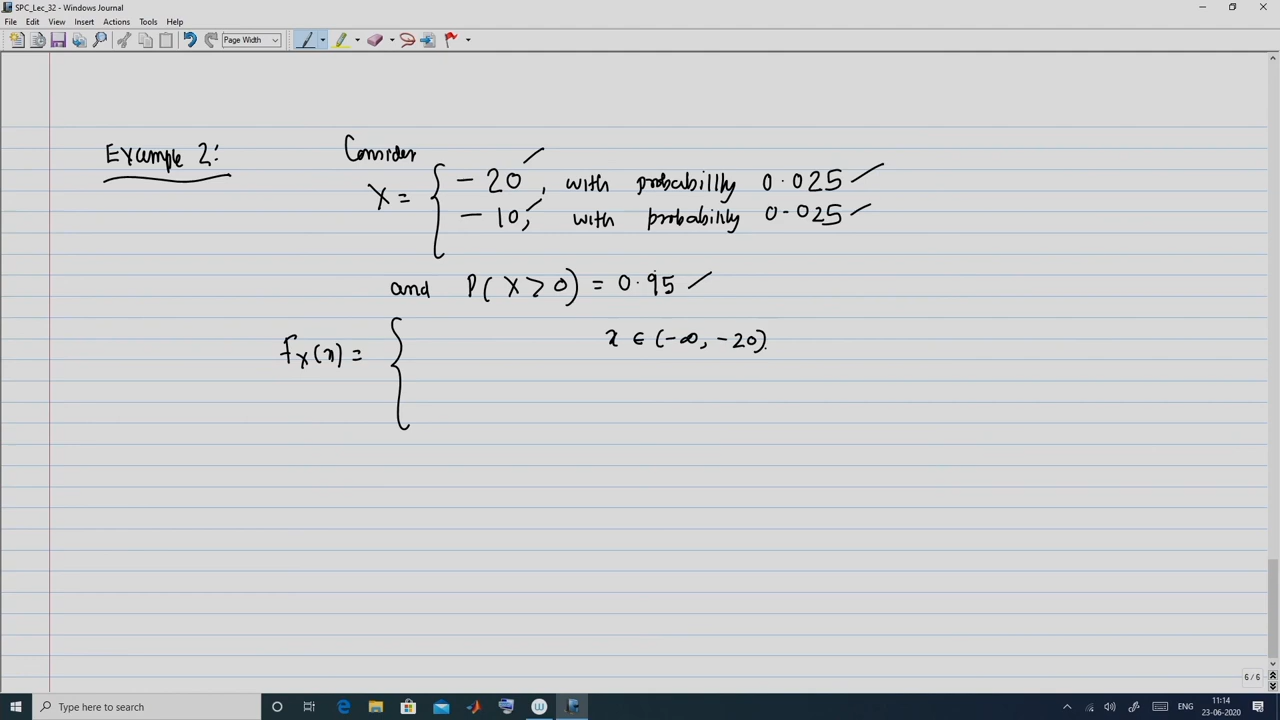 SPC_Lec_32 - Windows Journal
File Edit View Insert Actions Tools Help
Page Width
Example 2: Consider
X = { - 20, with probability 0.025
- 10, with probability 0.025
and P( X > 0) = 0.95
F_X(x) = { x ∈ (-∞, -20).
6 / 6
Type here to search
ENG
11:14
23-06-2020